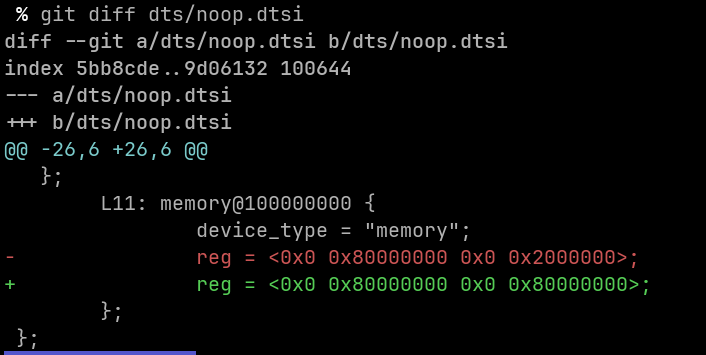 % git diff dts/noop.dtsi
diff --git a/dts/noop.dtsi b/dts/noop.dtsi
index 5bb8cde..9d06132 100644
--- a/dts/noop.dtsi
+++ b/dts/noop.dtsi
@@ -26,6 +26,6 @@
};
L11: memory@100000000 {
device_type = "memory";
- reg = <0x0 0x80000000 0x0 0x2000000>;
+ reg = <0x0 0x80000000 0x0 0x80000000>;
};
};